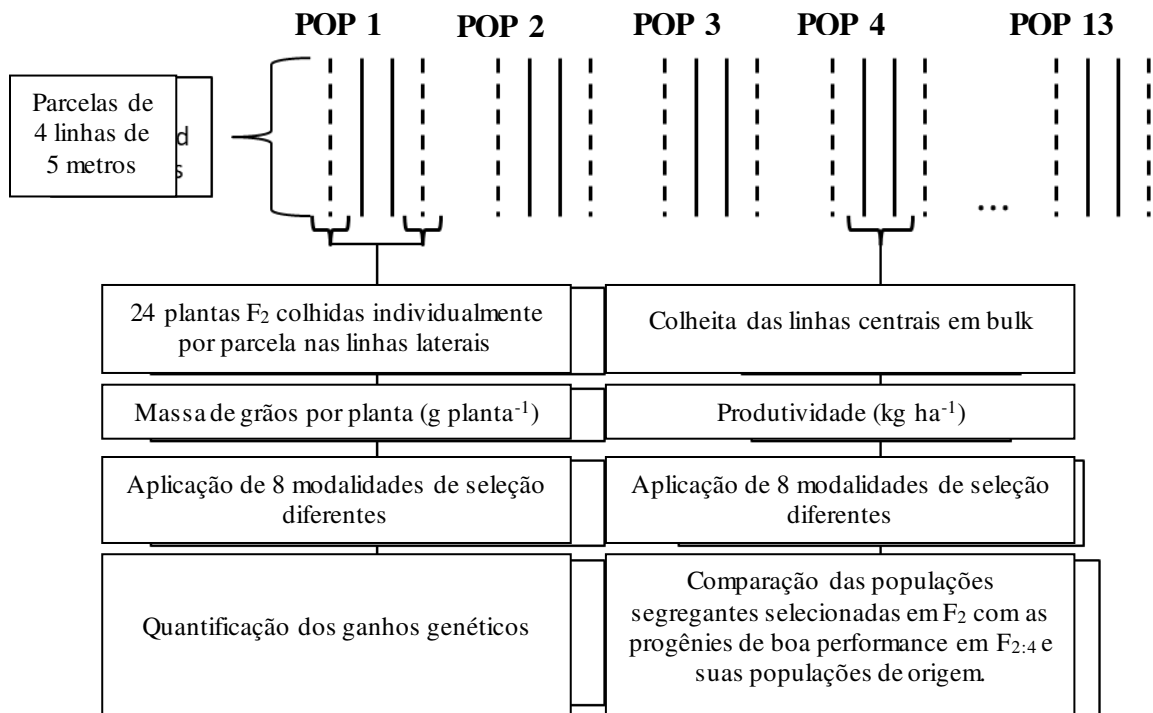 POP 1 POP 2 POP 3 POP 4 POP 13
Parcelas de
4 linhas de
5 metros
d
s
...
24 plantas F₂ colhidas individualmente
por parcela nas linhas laterais
Colheita das linhas centrais em bulk
Massa de grãos por planta (g planta⁻¹)
Produtividade (kg ha⁻¹)
Aplicação de 8 modalidades de seleção
diferentes
Aplicação de 8 modalidades de seleção
diferentes
Quantificação dos ganhos genéticos
Comparação das populações
segregantes selecionadas em F₂ com as
progênies de boa performance em F₂:₄ e
suas populações de origem.